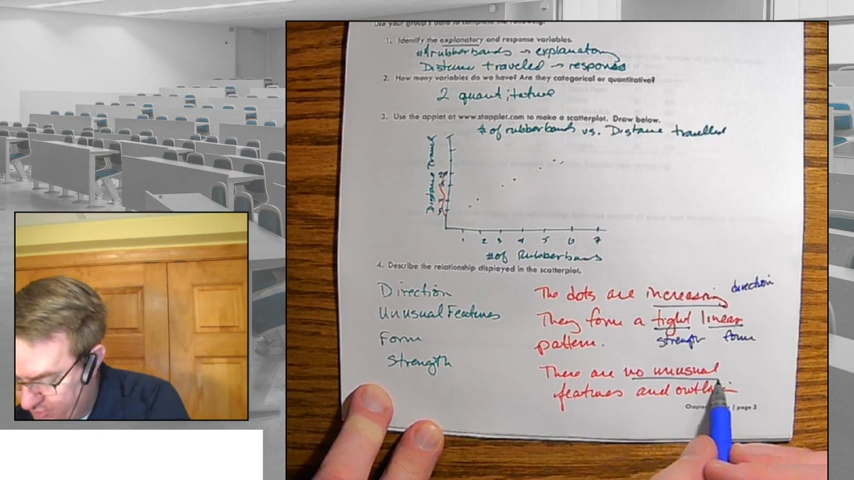 Use your group's data to complete the following.
1. Identify the explanatory and response variables.
# of rubberbands → explanatory
Distance traveled → response
2. How many variables do we have? Are they categorical or quantitative?
2 quantitative
3. Use the applet at www.stapplet.com to make a scatterplot. Draw below.
# of rubberbands vs. Distance travelled
Distance
1 2 3 4 5 6 7
# of Rubberbands
4. Describe the relationship displayed in the scatterplot.
Direction
Unusual Features
Form
Strength
The dots are increasing direction
They form a tight linear
pattern. strength form
There are no unusual
features and
page 2